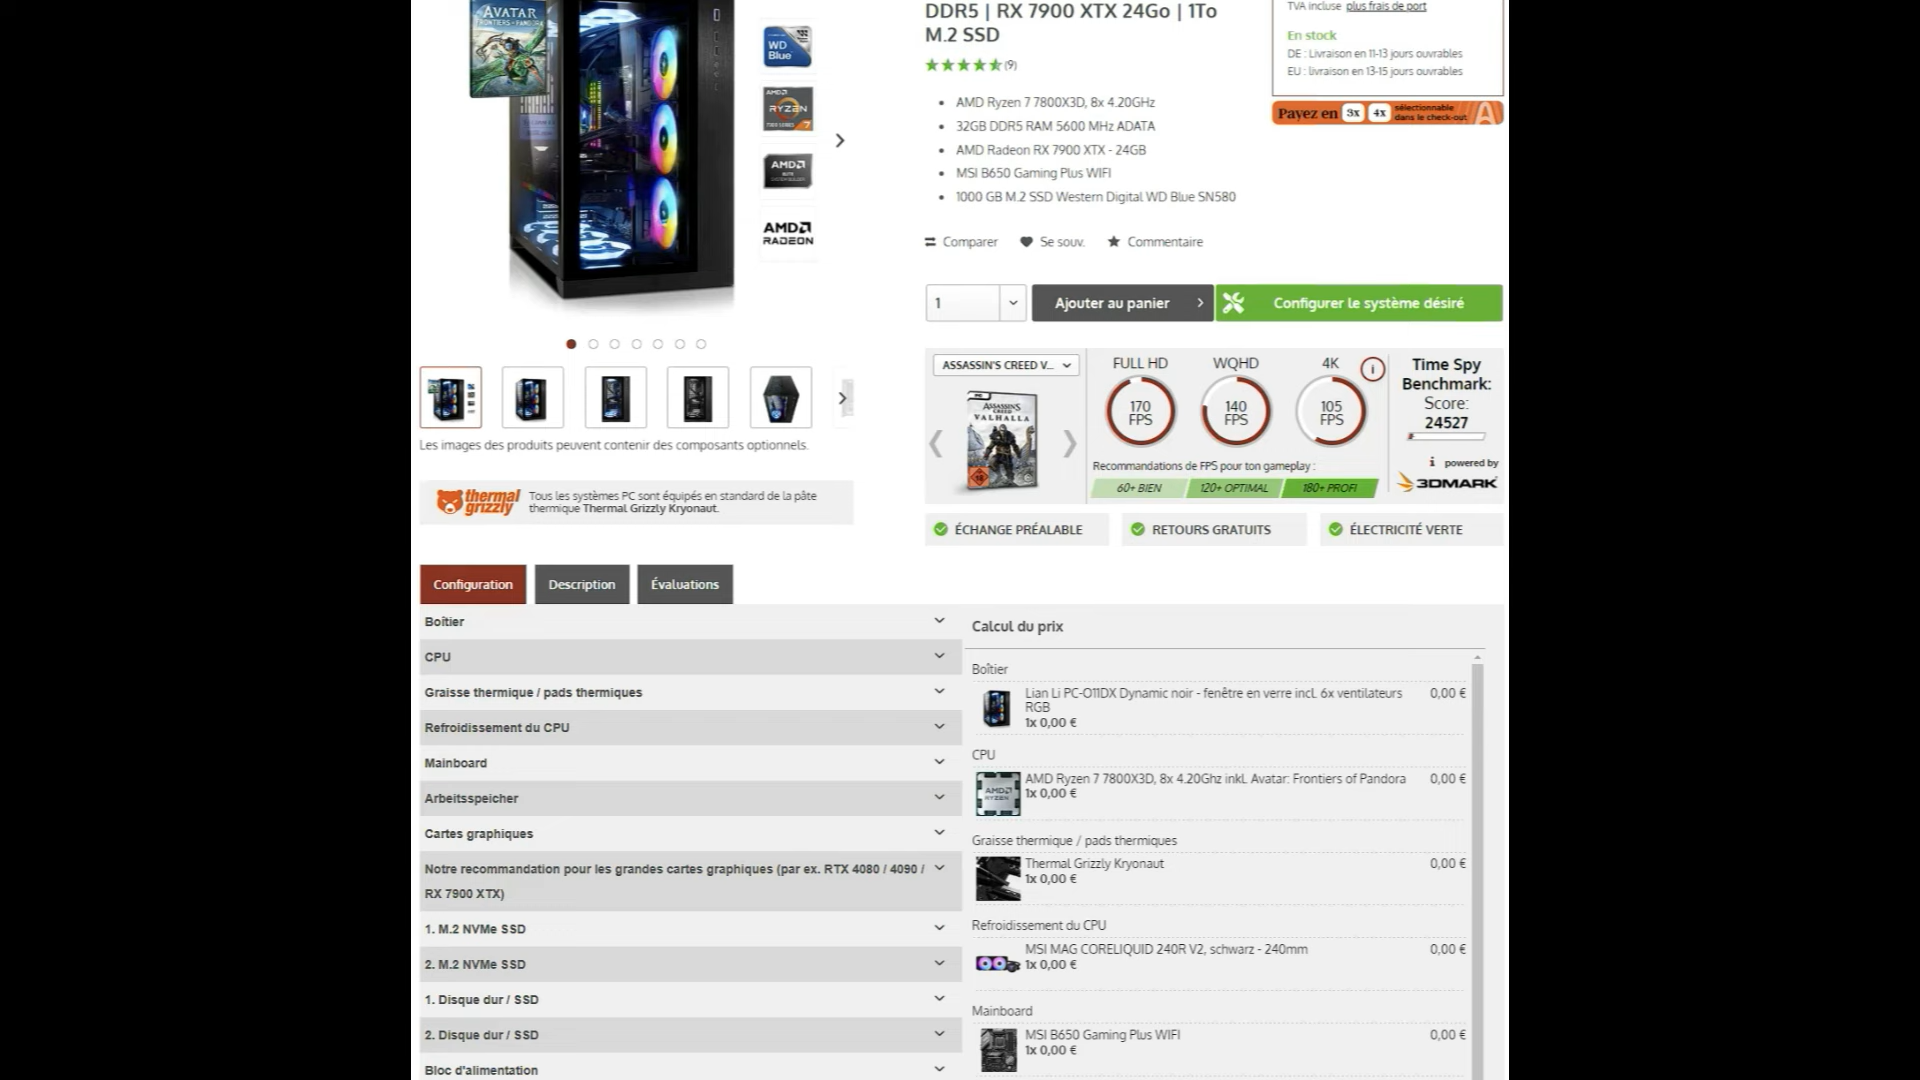 AVATAR
FRONTIERS of PANDORA
DDR5 | RX 7900 XTX 24Go | 1To
M.2 SSD
(9)
AMD Ryzen 7 7800X3D, 8x 4.20GHz
32GB DDR5 RAM 5600 MHz ADATA
AMD Radeon RX 7900 XTX - 24GB
MSI B650 Gaming Plus WIFI
1000 GB M.2 SSD Western Digital WD Blue SN580
TVA incluse plus frais de port
En stock
DE : Livraison en 11-13 jours ouvrables
EU : livraison en 13-15 jours ouvrables
Payez en 3x 4x sélectionnable
dans le check-out
WD
Blue
AMD
RYZEN
7
AMD
AMD
RADEON
Comparer
Se souv.
Commentaire
1
Ajouter au panier
Configurer le système désiré
ASSASSIN'S CREED V...
ASSASSIN'S
CREED
VALHALLA
18
FULL HD
WQHD
4K
i
170
FPS
140
FPS
105
FPS
Recommandations de FPS pour ton gameplay :
60+ BIEN
120+ OPTIMAL
180+ PROFI
Time Spy
Benchmark:
Score:
24527
i powered by
3DMARK
Les images des produits peuvent contenir des composants optionnels.
thermal
grizzly
Tous les systèmes PC sont équipés en standard de la pâte
thermique Thermal Grizzly Kryonaut.
ÉCHANGE PRÉALABLE
RETOURS GRATUITS
ÉLECTRICITÉ VERTE
Configuration
Description
Évaluations
Boîtier
CPU
Graisse thermique / pads thermiques
Refroidissement du CPU
Mainboard
Arbeitsspeicher
Cartes graphiques
Notre recommandation pour les grandes cartes graphiques (par ex. RTX 4080 / 4090 /
RX 7900 XTX)
1. M.2 NVMe SSD
2. M.2 NVMe SSD
1. Disque dur / SSD
2. Disque dur / SSD
Bloc d'alimentation
Calcul du prix
Boîtier
Lian Li PC-O11DX Dynamic noir - fenêtre en verre incl. 6x ventilateurs 0,00 €
RGB
1x 0,00 €
CPU
AMD Ryzen 7 7800X3D, 8x 4.20Ghz inkl. Avatar: Frontiers of Pandora 0,00 €
1x 0,00 €
AMD
RYZEN
Graisse thermique / pads thermiques
Thermal Grizzly Kryonaut 0,00 €
1x 0,00 €
Refroidissement du CPU
MSI MAG CORELIQUID 240R V2, schwarz - 240mm 0,00 €
1x 0,00 €
Mainboard
MSI B650 Gaming Plus WIFI 0,00 €
1x 0,00 €